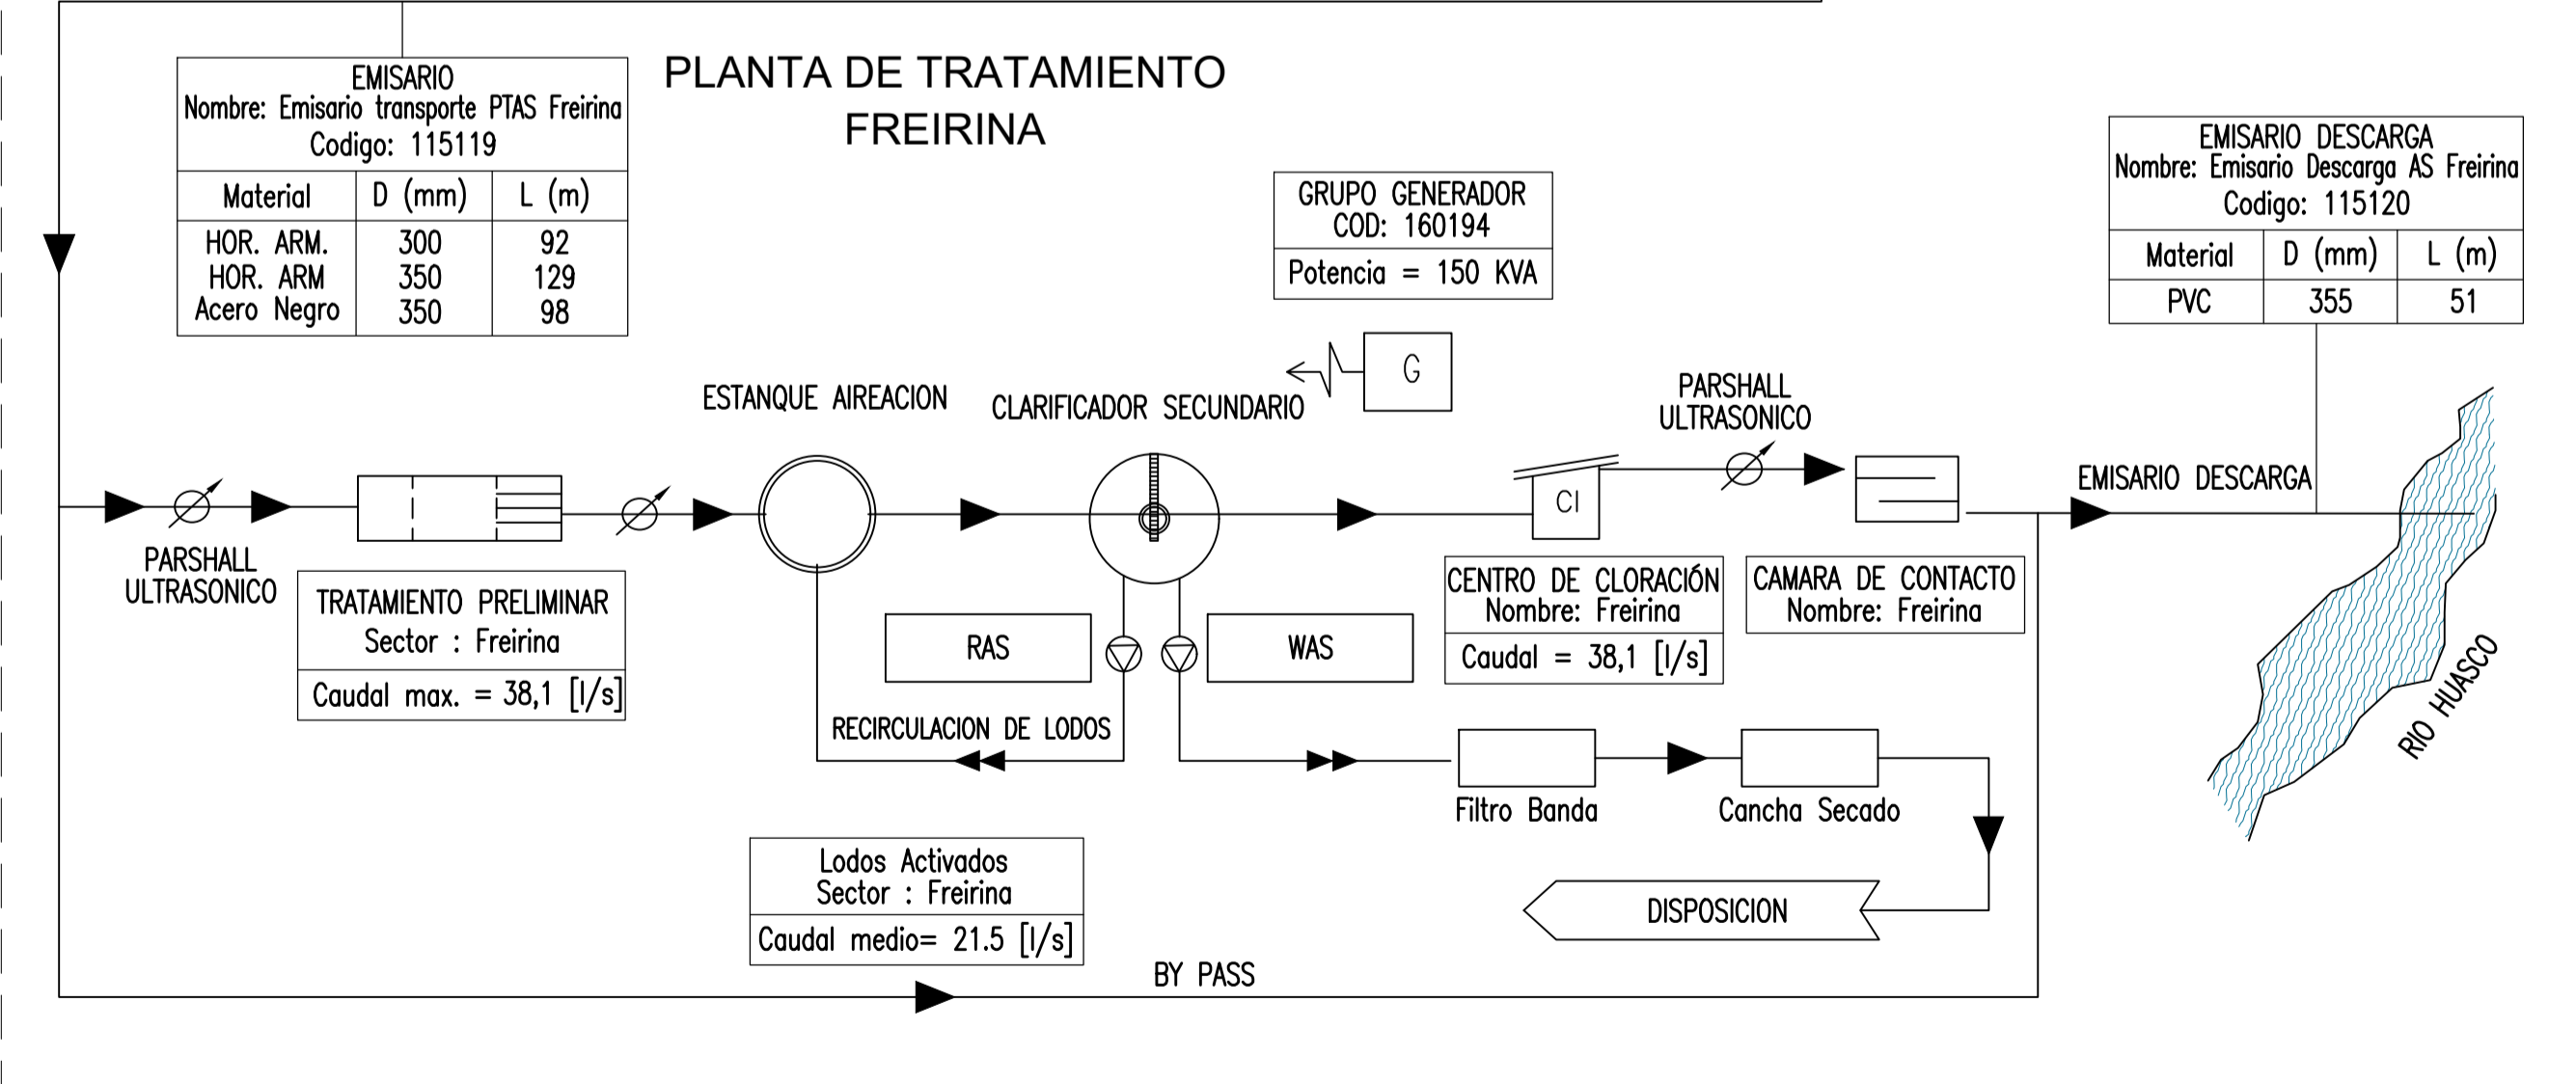 PLANTA DE TRATAMIENTO
FREIRINA
EMISARIO
Nombre: Emisario transporte PTAS Freirina
Codigo: 115119
Material D (mm) L (m)
HOR. ARM. 300 92
HOR. ARM 350 129
Acero Negro 350 98
GRUPO GENERADOR
COD: 160194
Potencia = 150 KVA
G
EMISARIO DESCARGA
Nombre: Emisario Descarga AS Freirina
Codigo: 115120
Material D (mm) L (m)
PVC 355 51
PARSHALL
ULTRASONICO
TRATAMIENTO PRELIMINAR
Sector : Freirina
Caudal max. = 38,1 [l/s]
ESTANQUE AIREACION
CLARIFICADOR SECUNDARIO
RAS
WAS
RECIRCULACION DE LODOS
Cl
CENTRO DE CLORACIÓN
Nombre: Freirina
Caudal = 38,1 [l/s]
PARSHALL
ULTRASONICO
CAMARA DE CONTACTO
Nombre: Freirina
EMISARIO DESCARGA
RIO HUASCO
Filtro Banda
Cancha Secado
DISPOSICION
Lodos Activados
Sector : Freirina
Caudal medio= 21.5 [l/s]
BY PASS